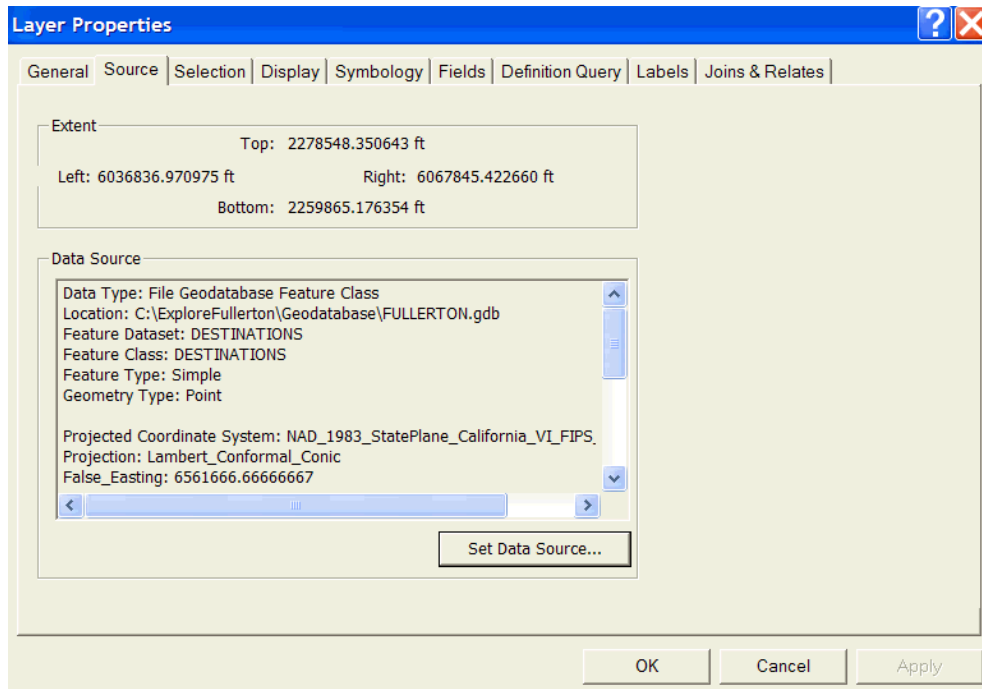 Layer Properties
General Source Selection Display Symbology Fields Definition Query Labels Joins & Relates
Extent
Top: 2278548.350643 ft
Left: 6036836.970975 ft Right: 6067845.422660 ft
Bottom: 2259865.176354 ft
Data Source
Data Type: File Geodatabase Feature Class
Location: C:\ExploreFullerton\Geodatabase\FULLERTON.gdb
Feature Dataset: DESTINATIONS
Feature Class: DESTINATIONS
Feature Type: Simple
Geometry Type: Point
Projected Coordinate System: NAD_1983_StatePlane_California_VI_FIPS_
Projection: Lambert_Conformal_Conic
False_Easting: 6561666.66666667
Set Data Source...
OK Cancel Apply